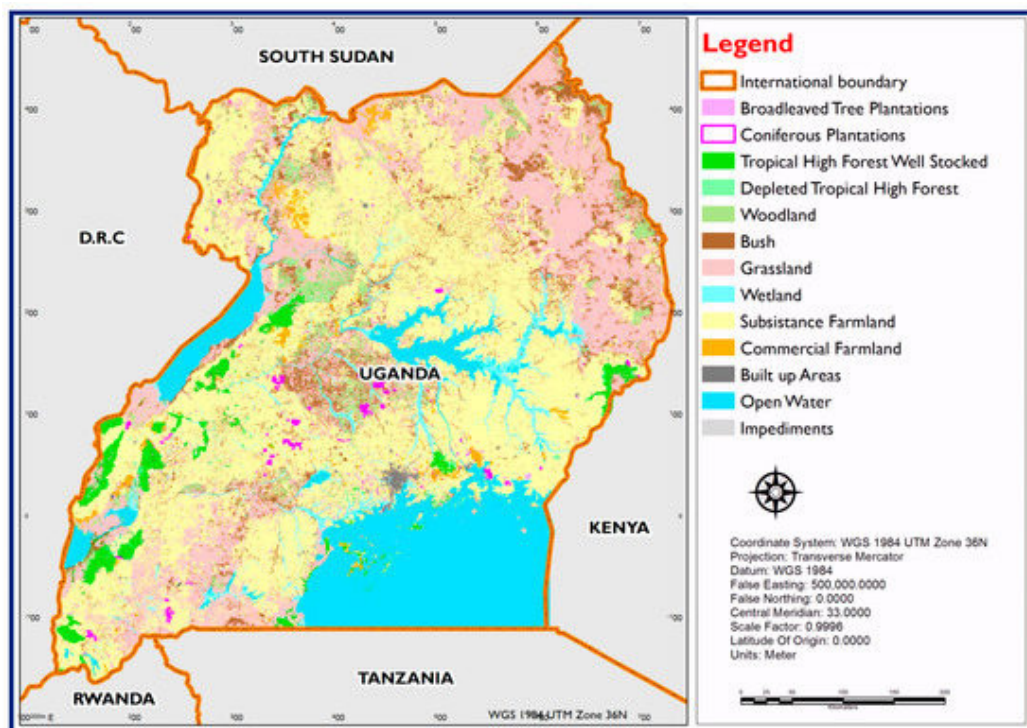 SOUTH SUDAN
D.R.C
UGANDA
KENYA
TANZANIA
RWANDA
WGS 1984 UTM Zone 36N
Legend
International boundary
Broadleaved Tree Plantations
Coniferous Plantations
Tropical High Forest Well Stocked
Depleted Tropical High Forest
Woodland
Bush
Grassland
Wetland
Subsistance Farmland
Commercial Farmland
Built up Areas
Open Water
Impediments
Coordinate System: WGS 1984 UTM Zone 36N
Projection: Transverse Mercator
Datum: WGS 1984
False Easting: 500,000.0000
False Northing: 0.0000
Central Meridian: 33.0000
Scale Factor: 0.9996
Latitude Of Origin: 0.0000
Units: Meter